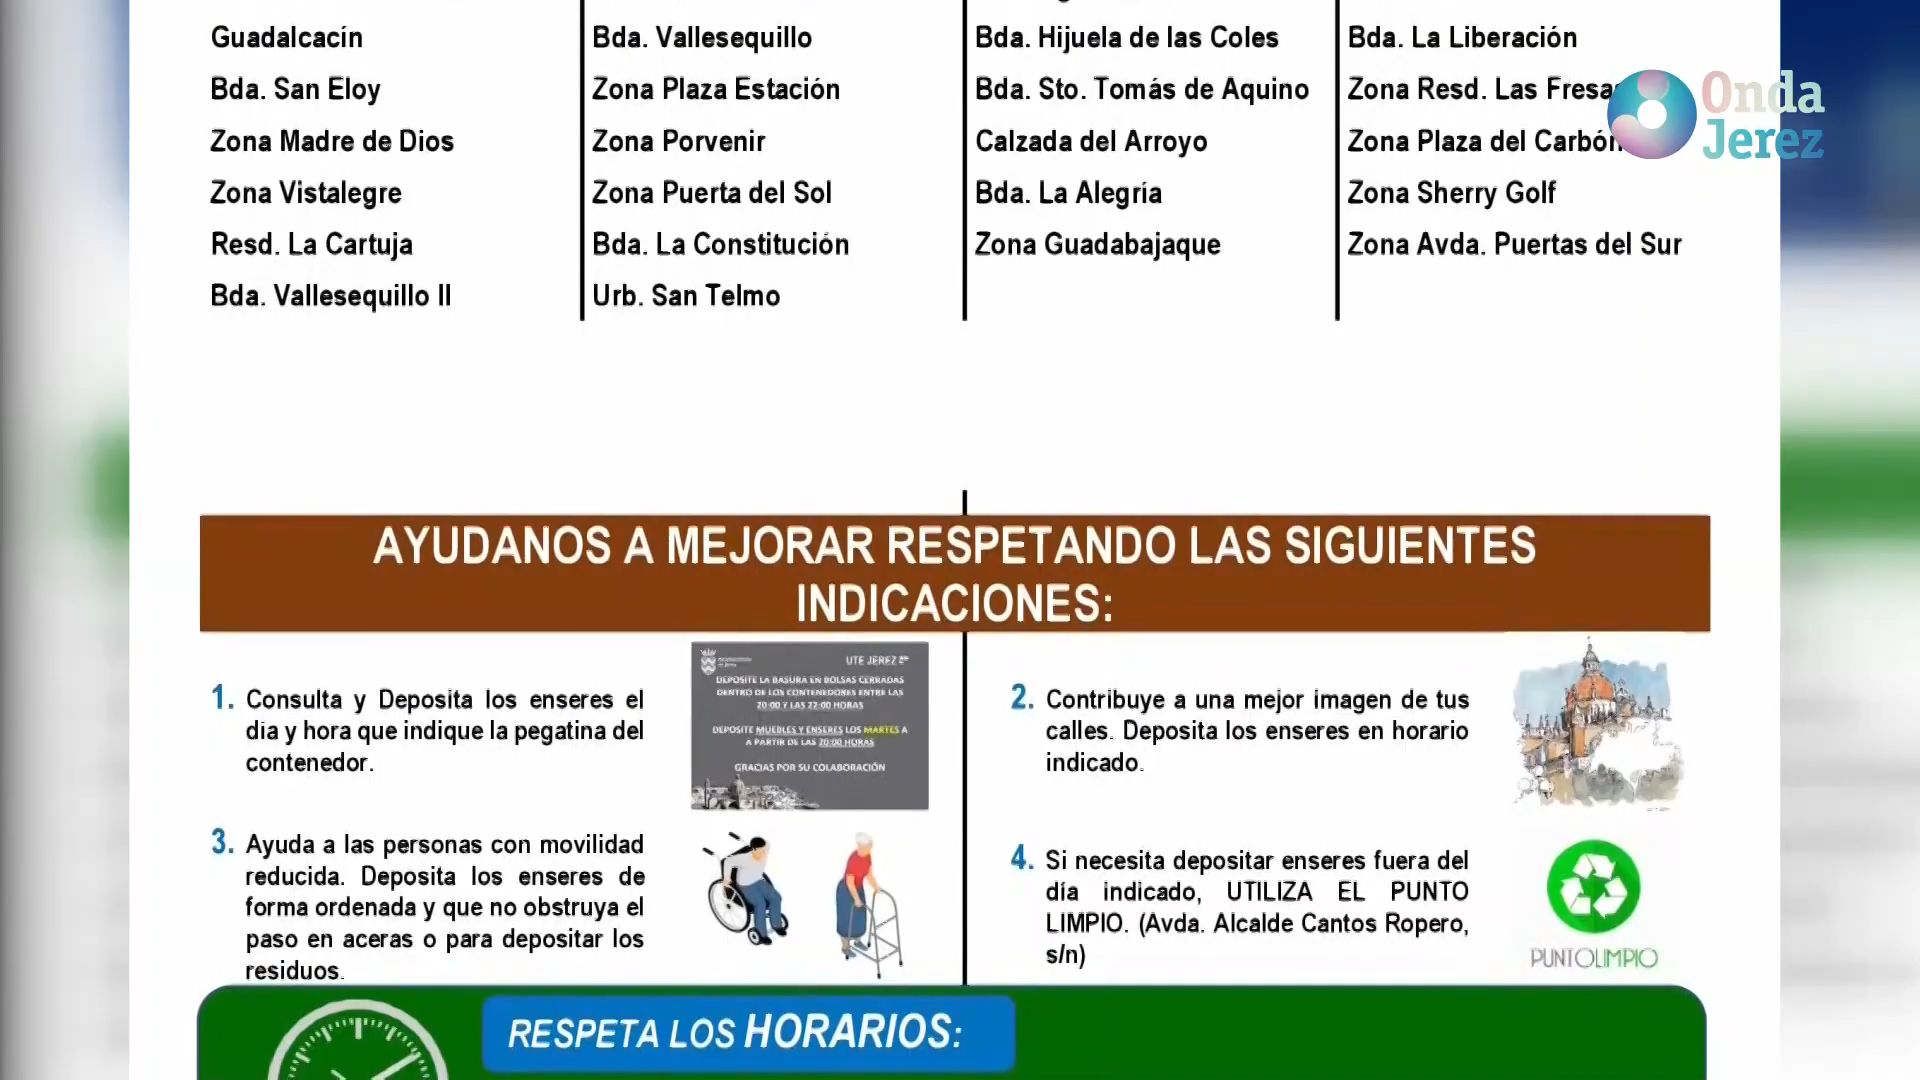 Guadalcacín
Bda. San Eloy
Zona Madre de Dios
Zona Vistalegre
Resd. La Cartuja
Bda. Vallesequillo II
Bda. Vallesequillo
Zona Plaza Estación
Zona Porvenir
Zona Puerta del Sol
Bda. La Constitución
Urb. San Telmo
Bda. Hijuela de las Coles
Bda. Sto. Tomás de Aquino
Calzada del Arroyo
Bda. La Alegría
Zona Guadabajaque
Bda. La Liberación
Zona Resd. Las Fresas
Zona Plaza del Carbón
Zona Sherry Golf
Zona Avda. Puertas del Sur
Onda
Jerez
AYUDANOS A MEJORAR RESPETANDO LAS SIGUIENTES
INDICACIONES:
1. Consulta y Deposita los enseres el
día y hora que indique la pegatina del
contenedor.
UTE JEREZ
DEPOSITE LA BASURA EN BOLSAS CERRADAS
DENTRO DE LOS CONTENEDORES ENTRE LAS
20:00 Y LAS 22:00 HORAS
DEPOSITE MUEBLES Y ENSERES LOS MARTES A
A PARTIR DE LAS 20:00 HORAS
GRACIAS POR SU COLABORACIÓN
2. Contribuye a una mejor imagen de tus
calles. Deposita los enseres en horario
indicado.
3. Ayuda a las personas con movilidad
reducida. Deposita los enseres de
forma ordenada y que no obstruya el
paso en aceras o para depositar los
residuos.
4. Si necesita depositar enseres fuera del
día indicado, UTILIZA EL PUNTO
LIMPIO. (Avda. Alcalde Cantos Ropero,
s/n)
PUNTOLIMPIO
RESPETA LOS HORARIOS: